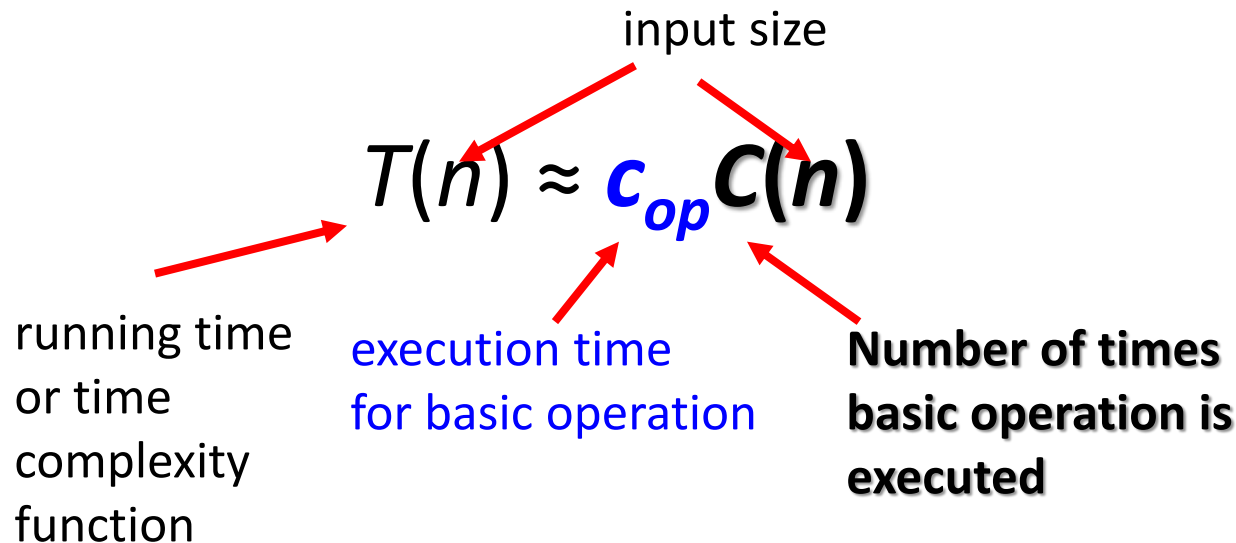 input size
T(n) ≈ c_op C(n)
running time
or time
complexity
function
execution time
for basic operation
Number of times
basic operation is
executed